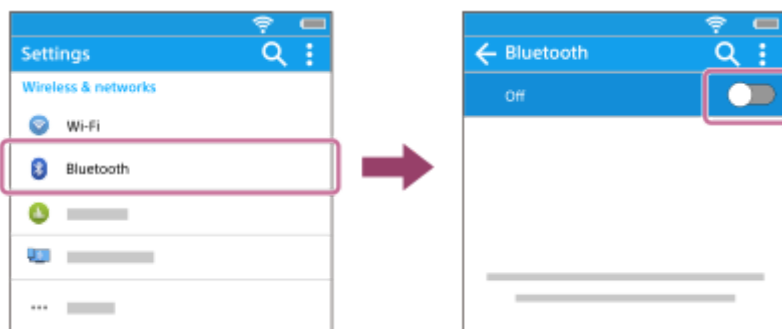 Settings
Wireless & networks
Wi-Fi
Bluetooth
Bluetooth
Off